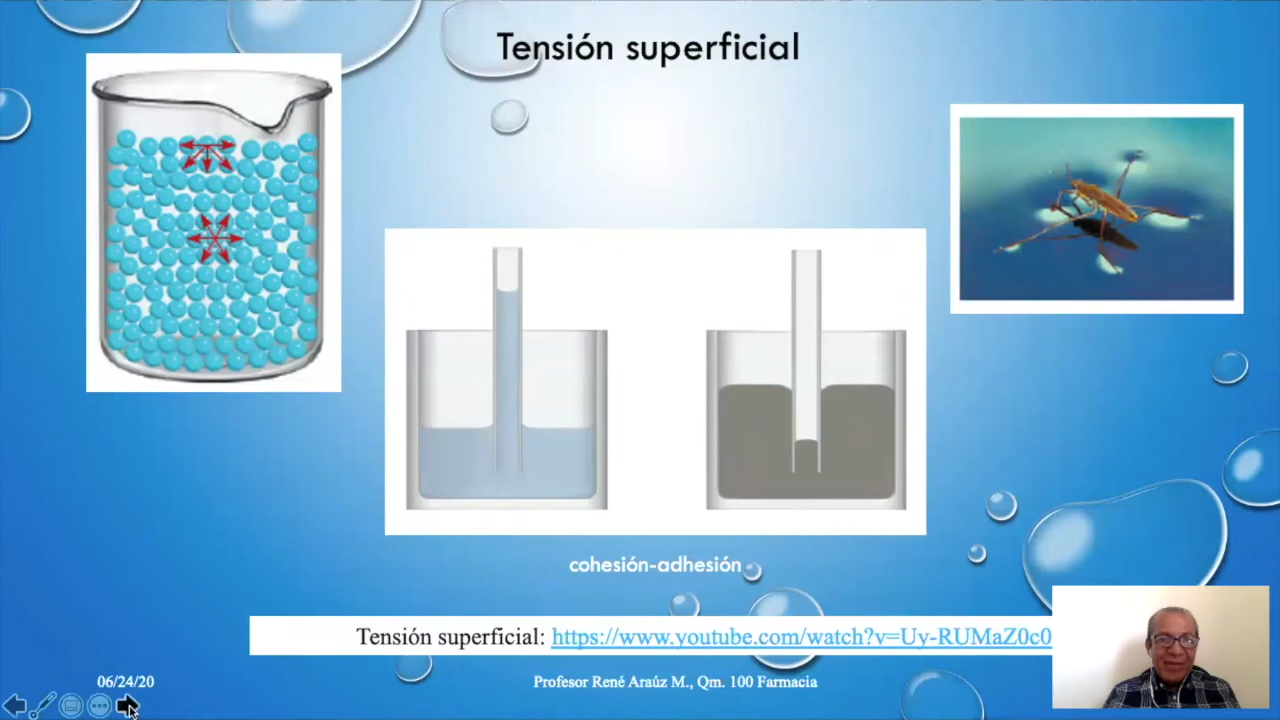 Tensión superficial
cohesión-adhesión
Tensión superficial: https://www.youtube.com/watch?v=Uy-RUMaZ0c0
06/24/20
Profesor René Araúz M., Qm. 100 Farmacia